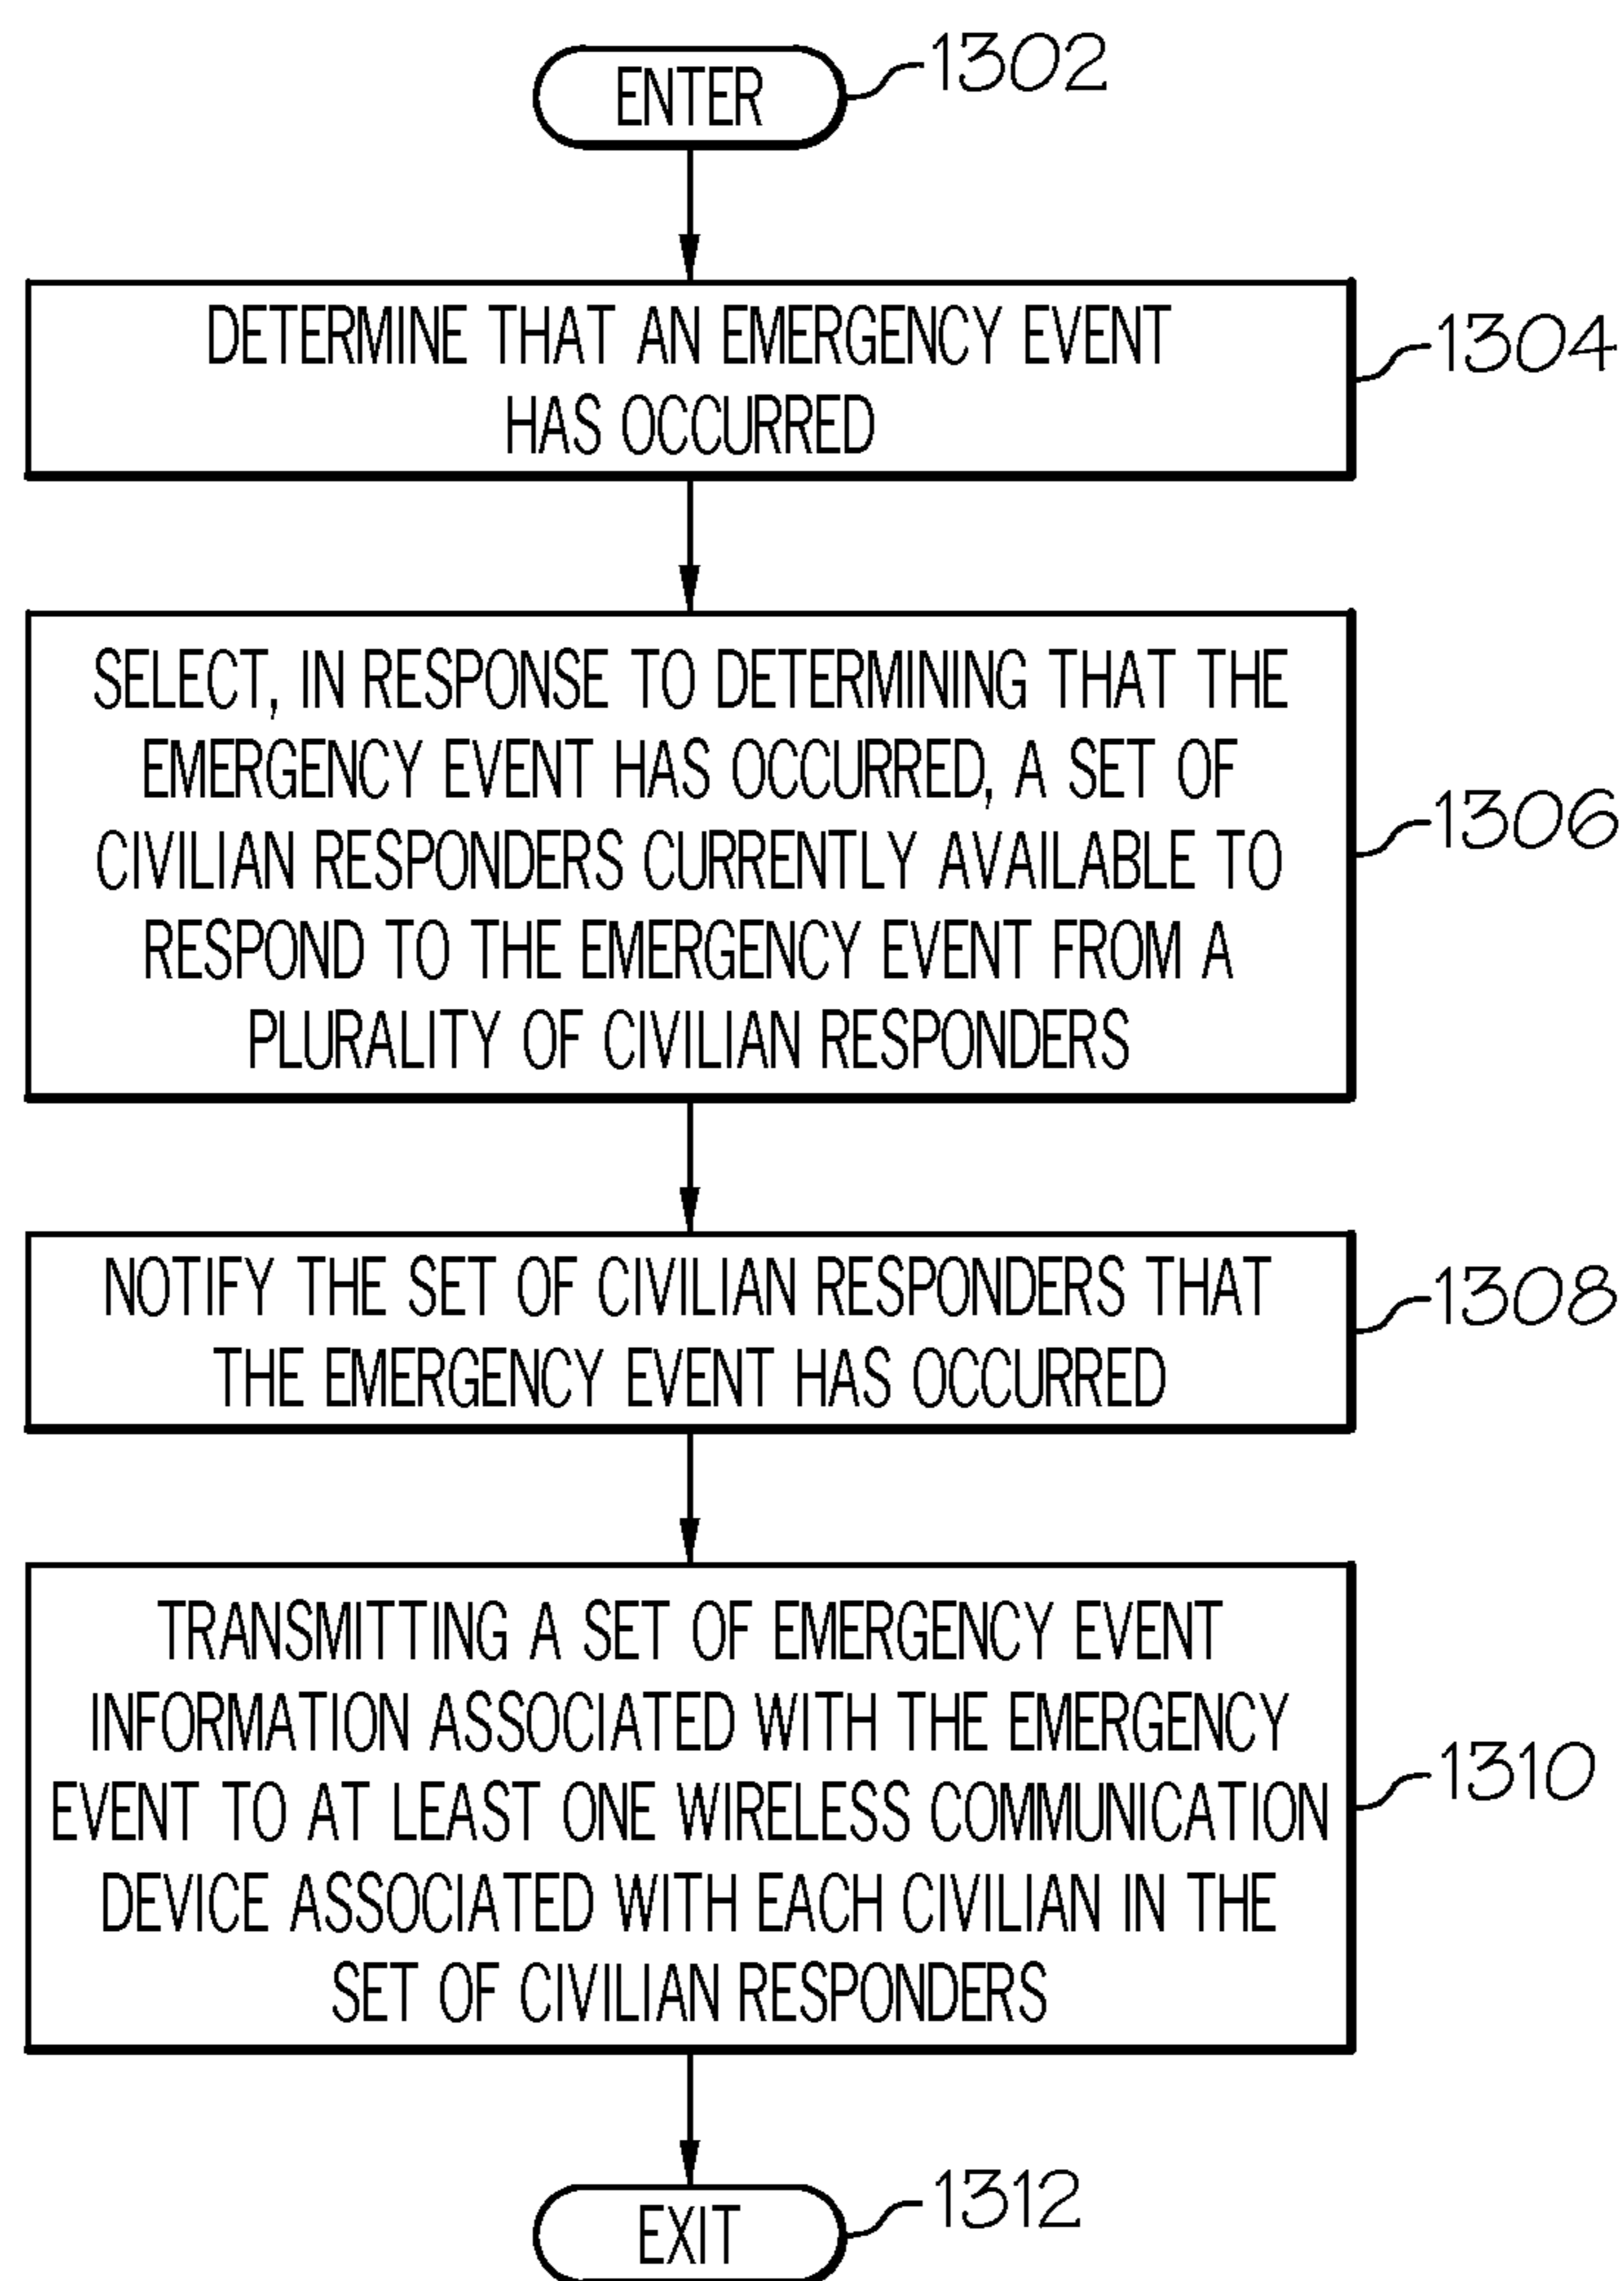 ENTER
1302
DETERMINE THAT AN EMERGENCY EVENT
HAS OCCURRED
1304
SELECT, IN RESPONSE TO DETERMINING THAT THE
EMERGENCY EVENT HAS OCCURRED, A SET OF
CIVILIAN RESPONDERS CURRENTLY AVAILABLE TO
RESPOND TO THE EMERGENCY EVENT FROM A
PLURALITY OF CIVILIAN RESPONDERS
1306
NOTIFY THE SET OF CIVILIAN RESPONDERS THAT
THE EMERGENCY EVENT HAS OCCURRED
1308
TRANSMITTING A SET OF EMERGENCY EVENT
INFORMATION ASSOCIATED WITH THE EMERGENCY
EVENT TO AT LEAST ONE WIRELESS COMMUNICATION
DEVICE ASSOCIATED WITH EACH CIVILIAN IN THE
SET OF CIVILIAN RESPONDERS
1310
EXIT
1312